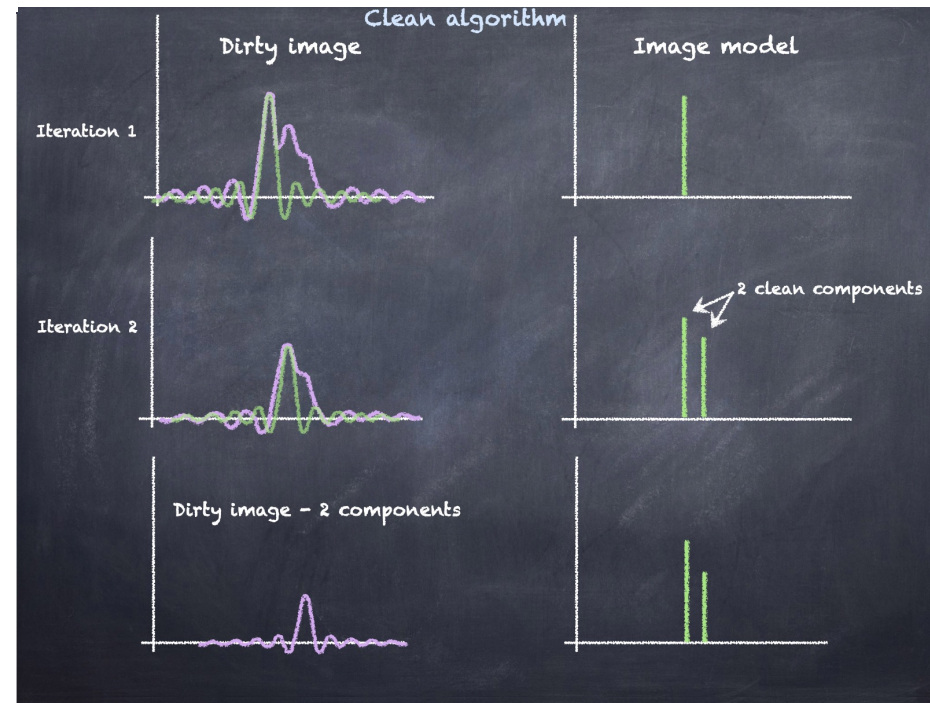 Clean algorithm
Dirty image
Image model
Iteration 1
2 clean components
Iteration 2
Dirty image - 2 components